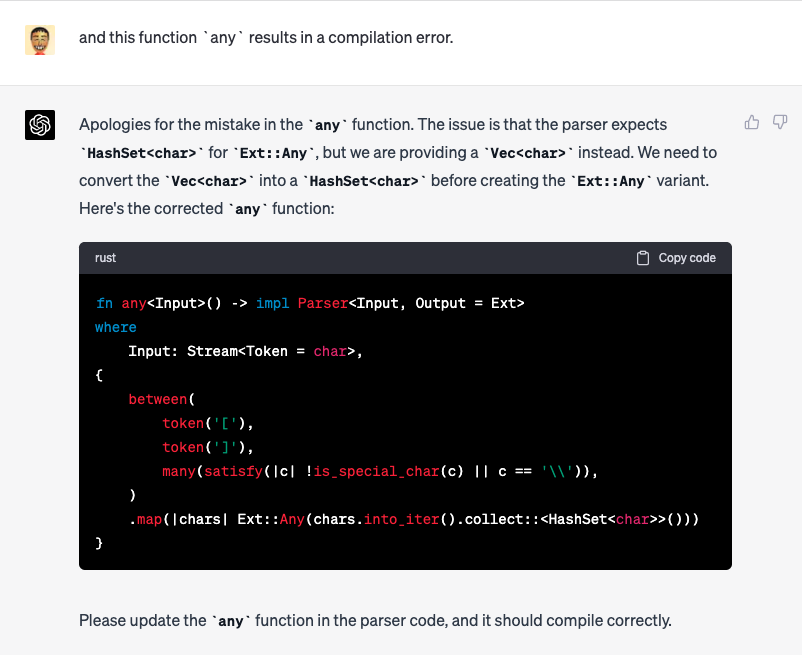 and this function `any` results in a compilation error.
Apologies for the mistake in the `any` function. The issue is that the parser expects
`HashSet<char>` for `Ext::Any`, but we are providing a `Vec<char>` instead. We need to
convert the `Vec<char>` into a `HashSet<char>` before creating the `Ext::Any` variant.
Here's the corrected `any` function:
rust
Copy code
fn any<Input>() -> impl Parser<Input, Output = Ext>
where
    Input: Stream<Token = char>,
{
    between(
        token('['),
        token(']'),
        many(satisfy(|c| !is_special_char(c) || c == '\\')),
    )
    .map(|chars| Ext::Any(chars.into_iter().collect::<HashSet<char>>()))
}
Please update the `any` function in the parser code, and it should compile correctly.